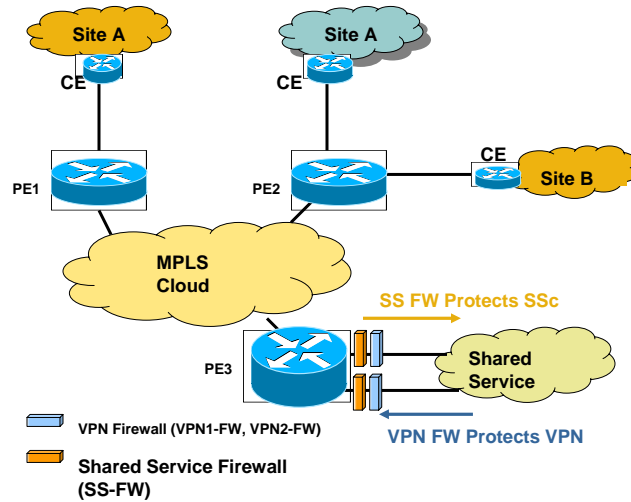 Site A
Site A
CE
CE
CE
PE1
PE2
Site B
MPLS
Cloud
SS FW Protects SSc
PE3
Shared
Service
VPN Firewall (VPN1-FW, VPN2-FW)
VPN FW Protects VPN
Shared Service Firewall
(SS-FW)